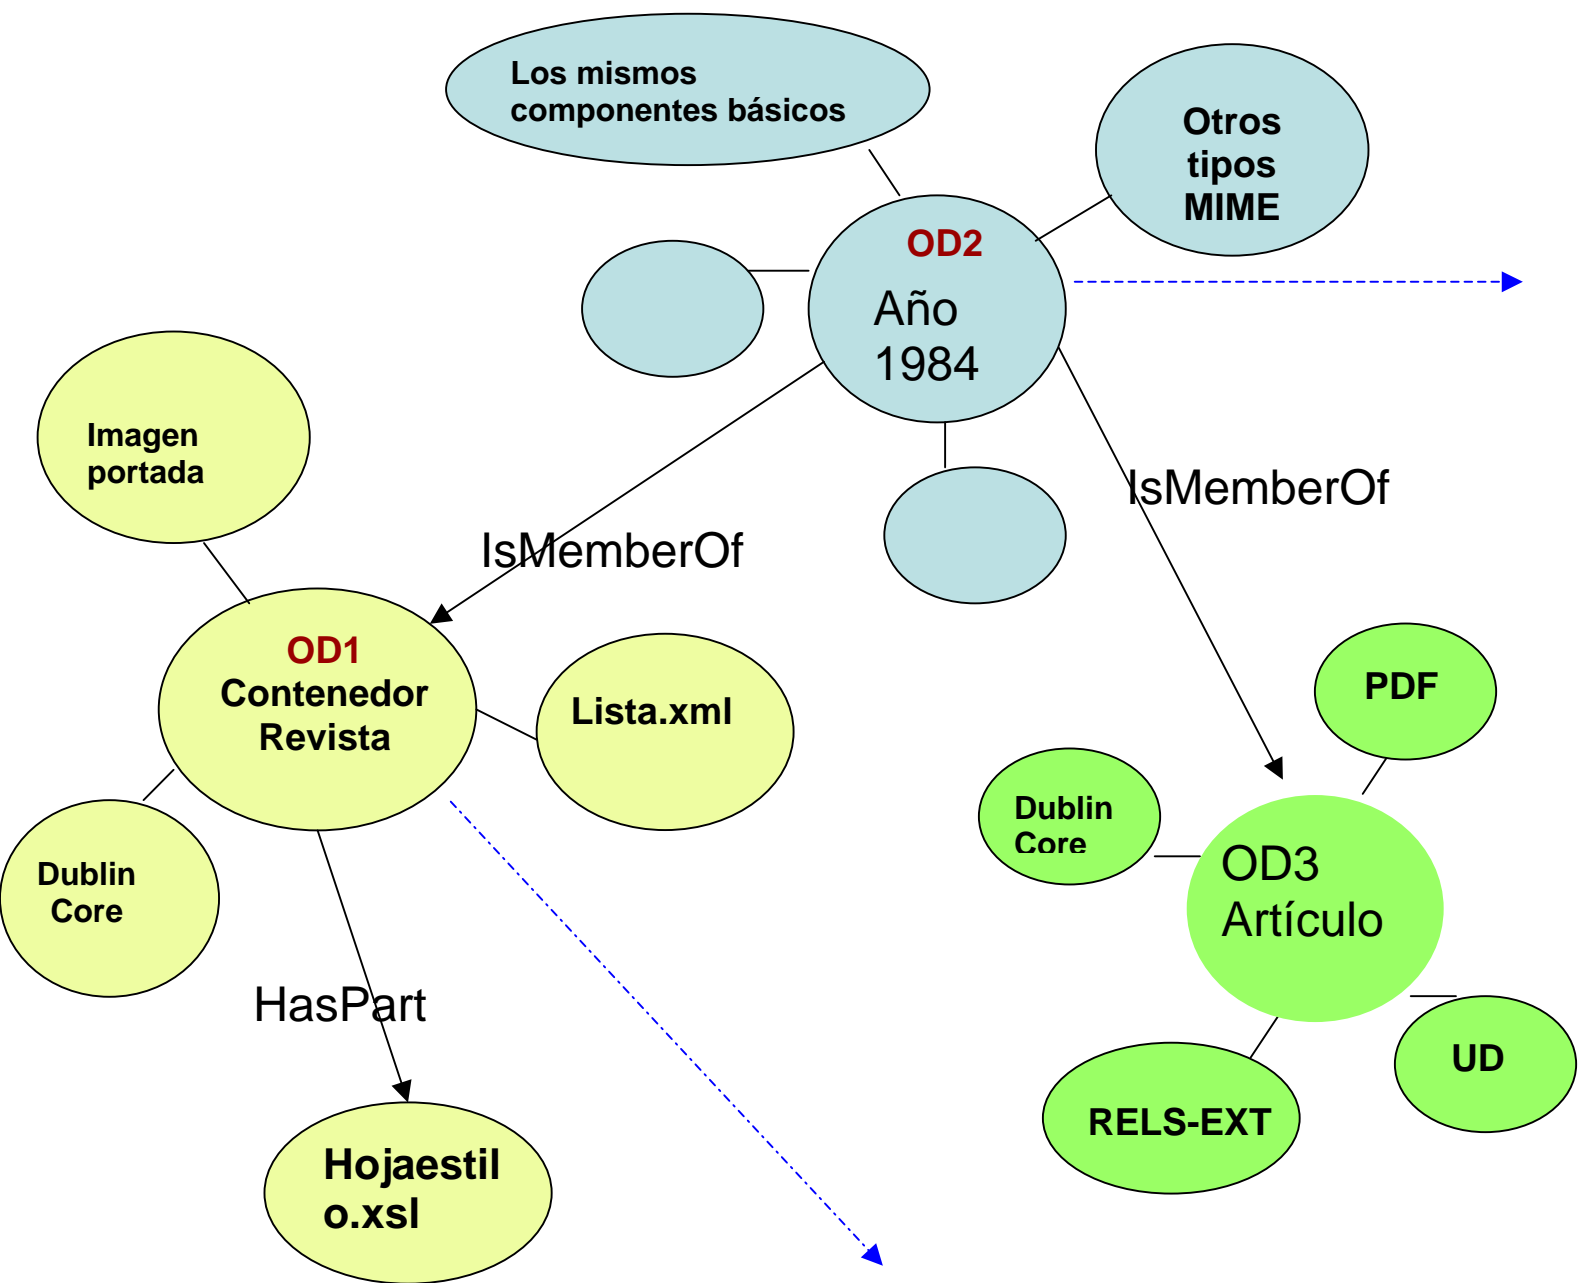 Los mismos
componentes básicos
Otros
tipos
MIME
OD2
Año
1984
Imagen
portada
IsMemberOf
IsMemberOf
OD1
Contenedor
Revista
Lista.xml
PDF
Dublin
Core
OD3
Artículo
Dublin
Core
HasPart
UD
RELS-EXT
Hojaestil
o.xsl